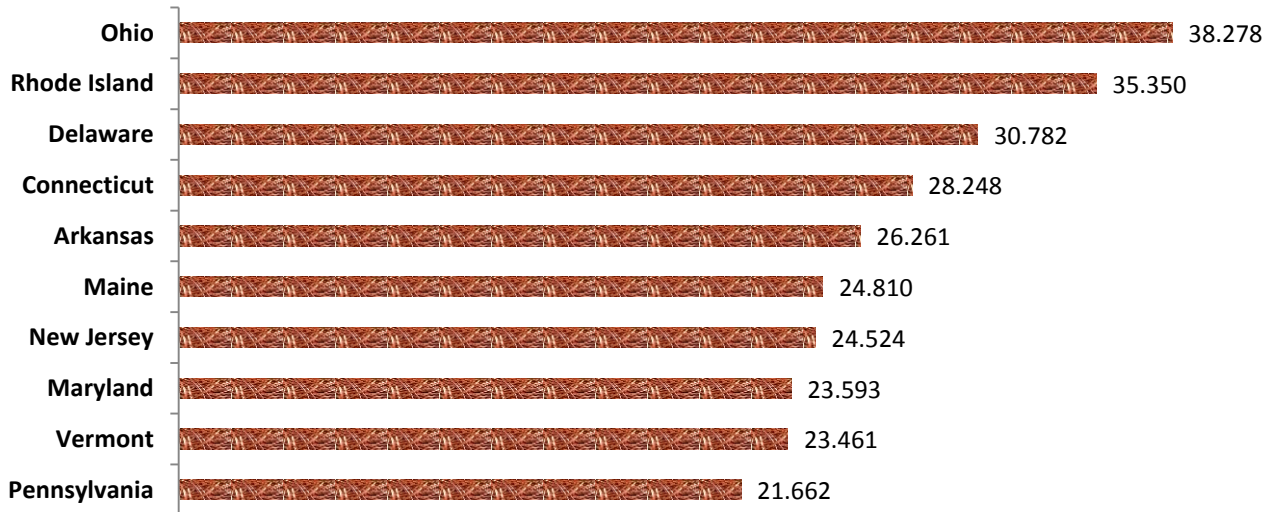 Ohio 38.278
Rhode Island 35.350
Delaware 30.782
Connecticut 28.248
Arkansas 26.261
Maine 24.810
New Jersey 24.524
Maryland 23.593
Vermont 23.461
Pennsylvania 21.662